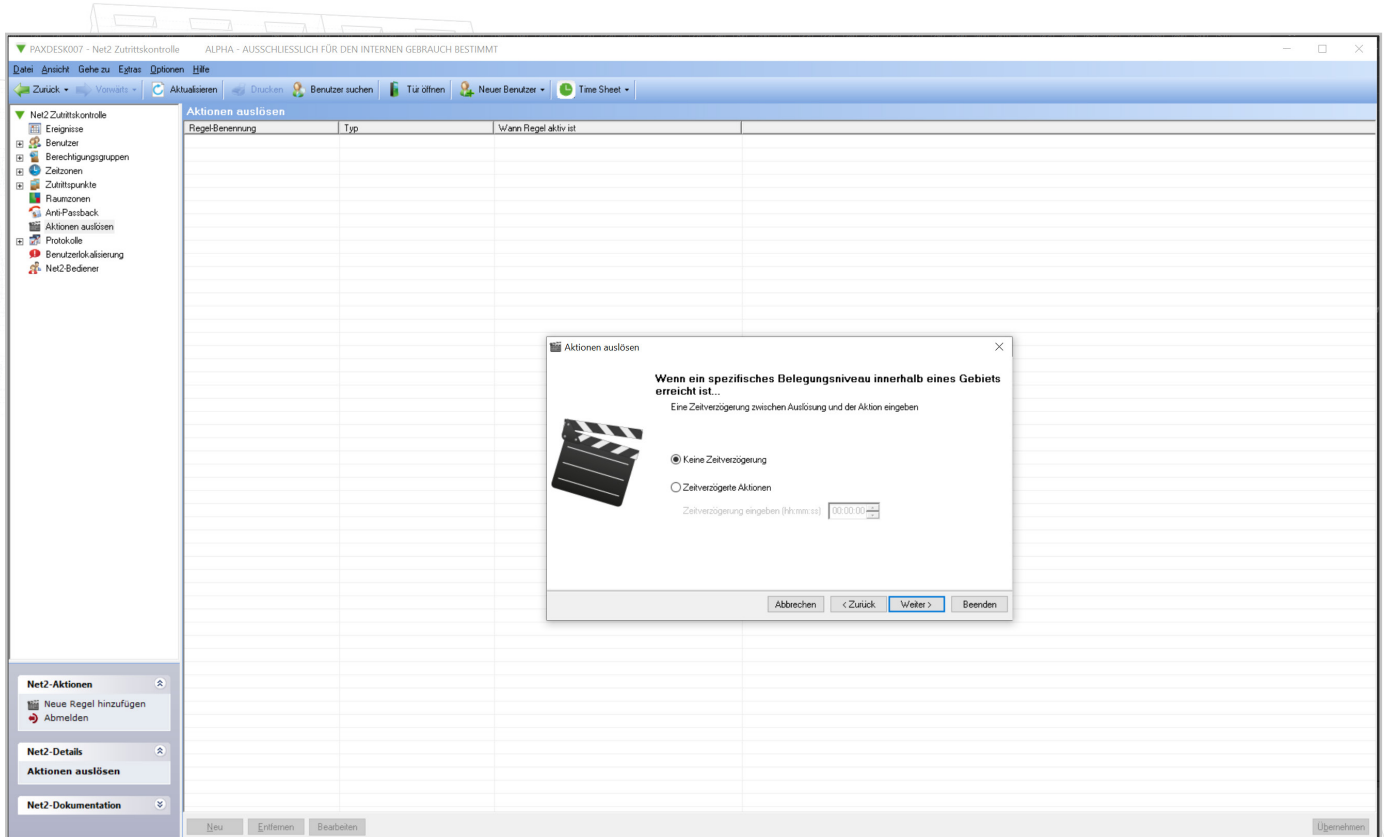 PAXDESK007 - Net2 Zutrittskontrolle ALPHA - AUSSCHLIESSLICH FÜR DEN INTERNEN GEBRAUCH BESTIMMT
Datei Ansicht Gehe zu Extras Optionen Hilfe
Zurück Vorwärts Aktualisieren Drucken Benutzer suchen Tür öffnen Neuer Benutzer Time Sheet
Net2 Zutrittskontrolle
Ereignisse
Benutzer
Berechtigungsgruppen
Zeitzonen
Zutrittspunkte
Raumzonen
Anti-Passback
Aktionen auslösen
Protokolle
Benutzerlokalisierung
Net2-Bediener
Aktionen auslösen
Regel-Benennung Typ Wann Regel aktiv ist
Aktionen auslösen
Wenn ein spezifisches Belegungsniveau innerhalb eines Gebiets
erreicht ist...
Eine Zeitverzögerung zwischen Auslösung und der Aktion eingeben
Keine Zeitverzögerung
Zeitverzögerte Aktionen
Zeitverzögerung eingeben (hh:mm:ss) 00:00:00
Abbrechen < Zurück Weiter > Beenden
Net2-Aktionen
Neue Regel hinzufügen
Abmelden
Net2-Details
Aktionen auslösen
Net2-Dokumentation
Neu Entfernen Bearbeiten Übernehmen